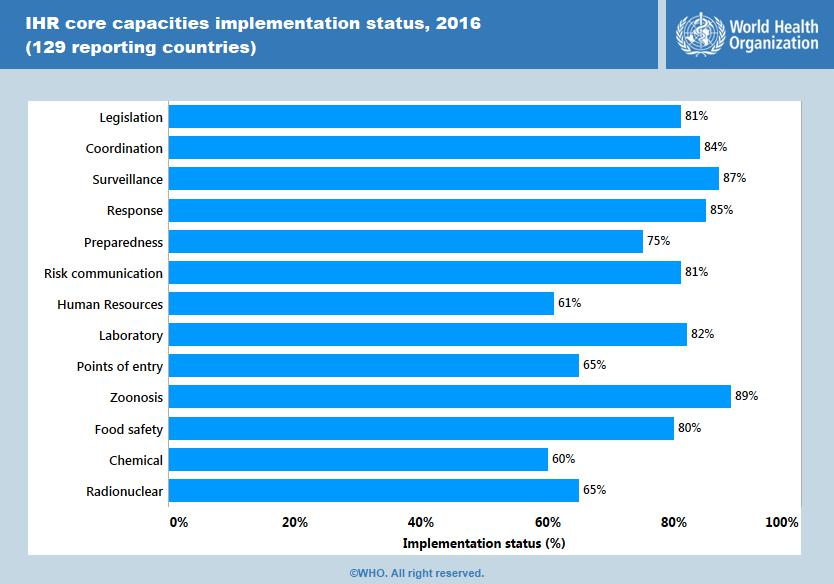 IHR core capacities implementation status, 2016
(129 reporting countries)
World Health
Organization
Legislation 81%
Coordination 84%
Surveillance 87%
Response 85%
Preparedness 75%
Risk communication 81%
Human Resources 61%
Laboratory 82%
Points of entry 65%
Zoonosis 89%
Food safety 80%
Chemical 60%
Radionuclear 65%
0% 20% 40% 60% 80% 100%
Implementation status (%)
©WHO. All right reserved.